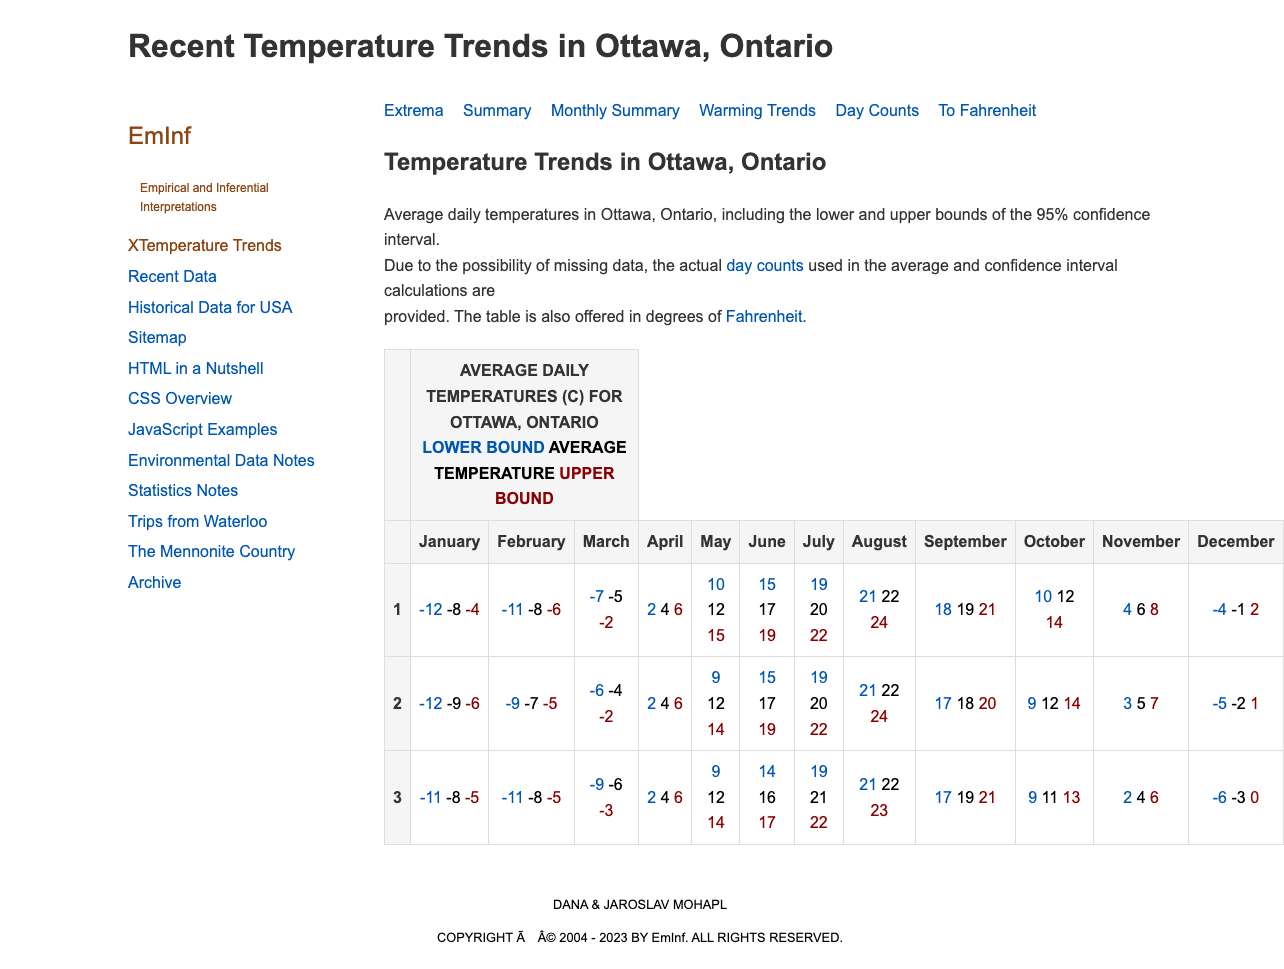 Recent Temperature Trends in Ottawa, Ontario
EmInf
Empirical and Inferential
Interpretations
XTemperature Trends
Recent Data
Historical Data for USA
Sitemap
HTML in a Nutshell
CSS Overview
JavaScript Examples
Environmental Data Notes
Statistics Notes
Trips from Waterloo
The Mennonite Country
Archive
Extrema Summary Monthly Summary Warming Trends Day Counts To Fahrenheit
Temperature Trends in Ottawa, Ontario
Average daily temperatures in Ottawa, Ontario, including the lower and upper bounds of the 95% confidence
interval.
Due to the possibility of missing data, the actual day counts used in the average and confidence interval
calculations are
provided. The table is also offered in degrees of Fahrenheit.
AVERAGE DAILY
TEMPERATURES (C) FOR
OTTAWA, ONTARIO
LOWER BOUND AVERAGE
TEMPERATURE UPPER
BOUND
January February March April May June July August September October November December
1 -12 -8 -4 -11 -8 -6 -7 -5 -2 2 4 6 10 12 15 15 17 19 19 20 22 21 22 24 18 19 21 10 12 14 4 6 8 -4 -1 2
2 -12 -9 -6 -9 -7 -5 -6 -4 -2 2 4 6 9 12 14 15 17 19 19 20 22 21 22 24 17 18 20 9 12 14 3 5 7 -5 -2 1
3 -11 -8 -5 -11 -8 -5 -9 -6 -3 2 4 6 9 12 14 14 16 17 19 21 22 21 22 23 17 19 21 9 11 13 2 4 6 -6 -3 0
DANA & JAROSLAV MOHAPL
COPYRIGHT Ã Â© 2004 - 2023 BY EmInf. ALL RIGHTS RESERVED.